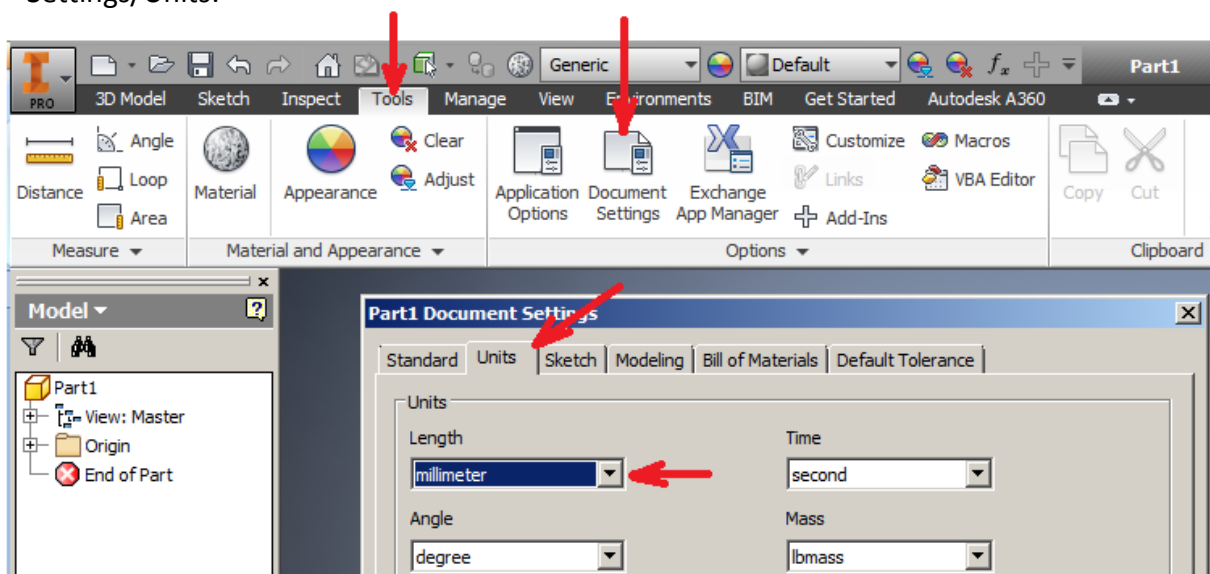 Settings/Units.
Generic Default fx Part1
PRO 3D Model Sketch Inspect Tools Manage View Environments BIM Get Started Autodesk A360
Angle Clear Customize Macros
Distance Loop Material Appearance Adjust Application Options Document Settings Exchange App Manager Links VBA Editor Copy Cut
Area Add-Ins
Measure Material and Appearance Options Clipboard
Model
Part1 Document Settings
Standard Units Sketch Modeling Bill of Materials Default Tolerance
Part1
View: Master
Origin
End of Part
Units
Length Time
millimeter second
Angle Mass
degree lbmass